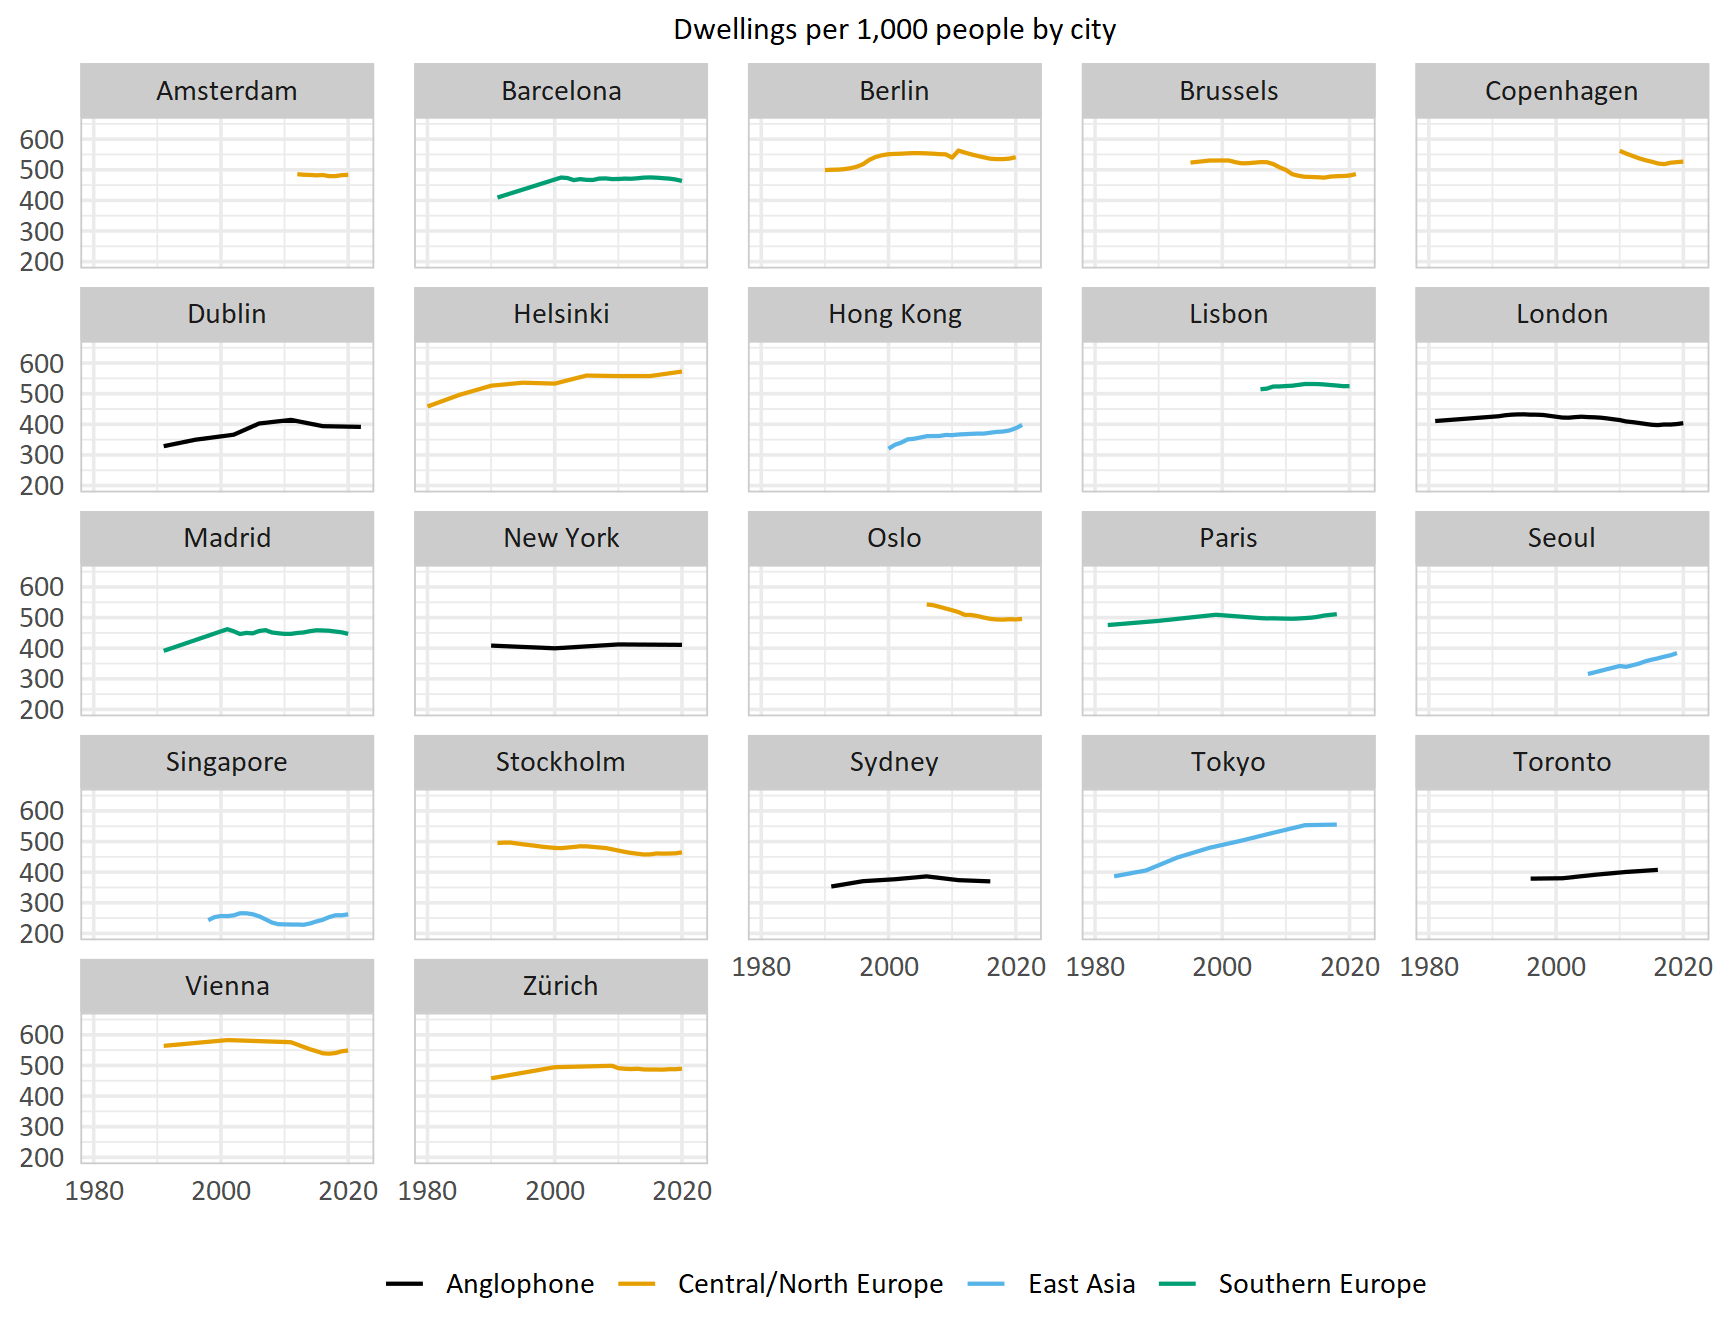 Dwellings per 1,000 people by city
Amsterdam Barcelona Berlin Brussels Copenhagen
600
500
400
300
200
Dublin Helsinki Hong Kong Lisbon London
600
500
400
300
200
Madrid New York Oslo Paris Seoul
600
500
400
300
200
Singapore Stockholm Sydney Tokyo Toronto
600
500
400
300
200
1980 2000 2020 1980 2000 2020 1980 2000 2020
Vienna Zürich
600
500
400
300
200
1980 2000 2020 1980 2000 2020
Anglophone Central/North Europe East Asia Southern Europe